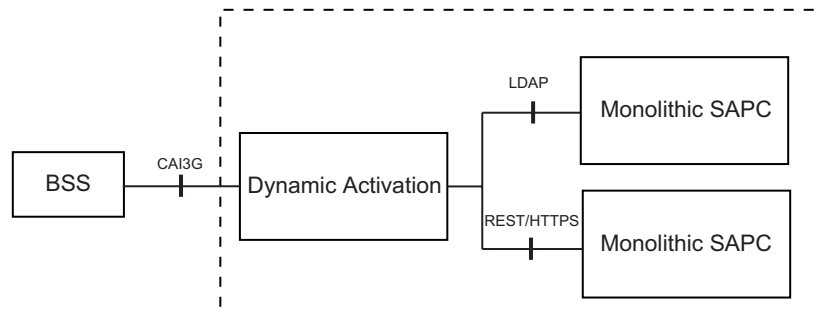 LDAP
Monolithic SAPC
CAI3G
BSS
Dynamic Activation
REST/HTTPS
Monolithic SAPC